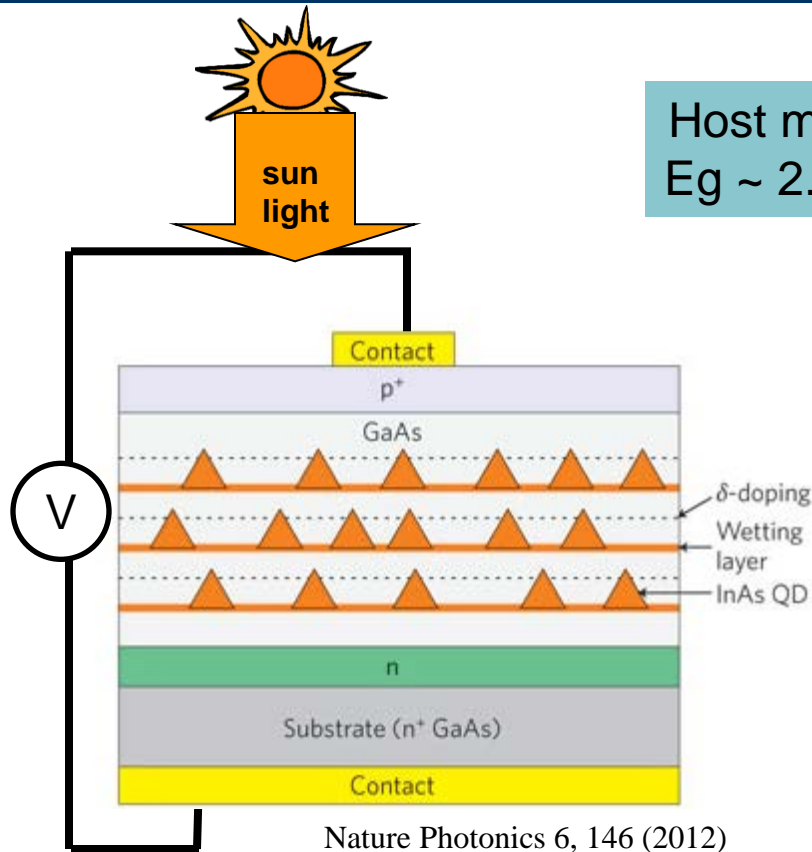 sun
light
Host m
Eg ~ 2.
Contact
p⁺
GaAs
δ-doping
Wetting
layer
InAs QD
V
n
Substrate (n⁺ GaAs)
Contact
Nature Photonics 6, 146 (2012)